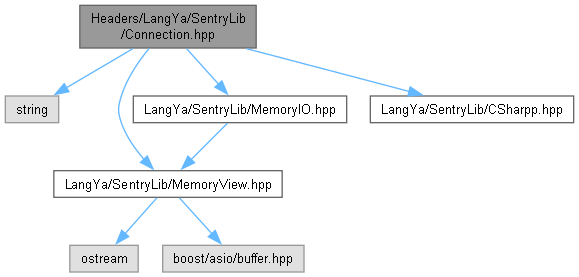 Headers/LangYa/SentryLib
/Connection.hpp
string
LangYa/SentryLib/MemoryIO.hpp
LangYa/SentryLib/CSharpp.hpp
LangYa/SentryLib/MemoryView.hpp
ostream
boost/asio/buffer.hpp